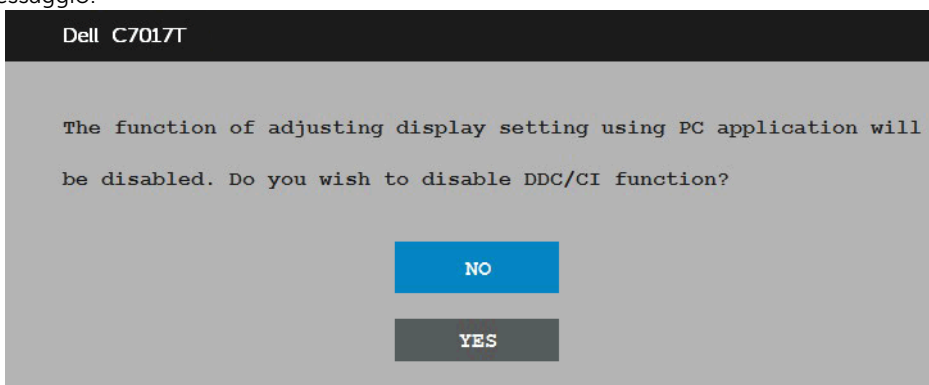 Dell C7017T
The function of adjusting display setting using PC application will
be disabled. Do you wish to disable DDC/CI function?
NO
YES